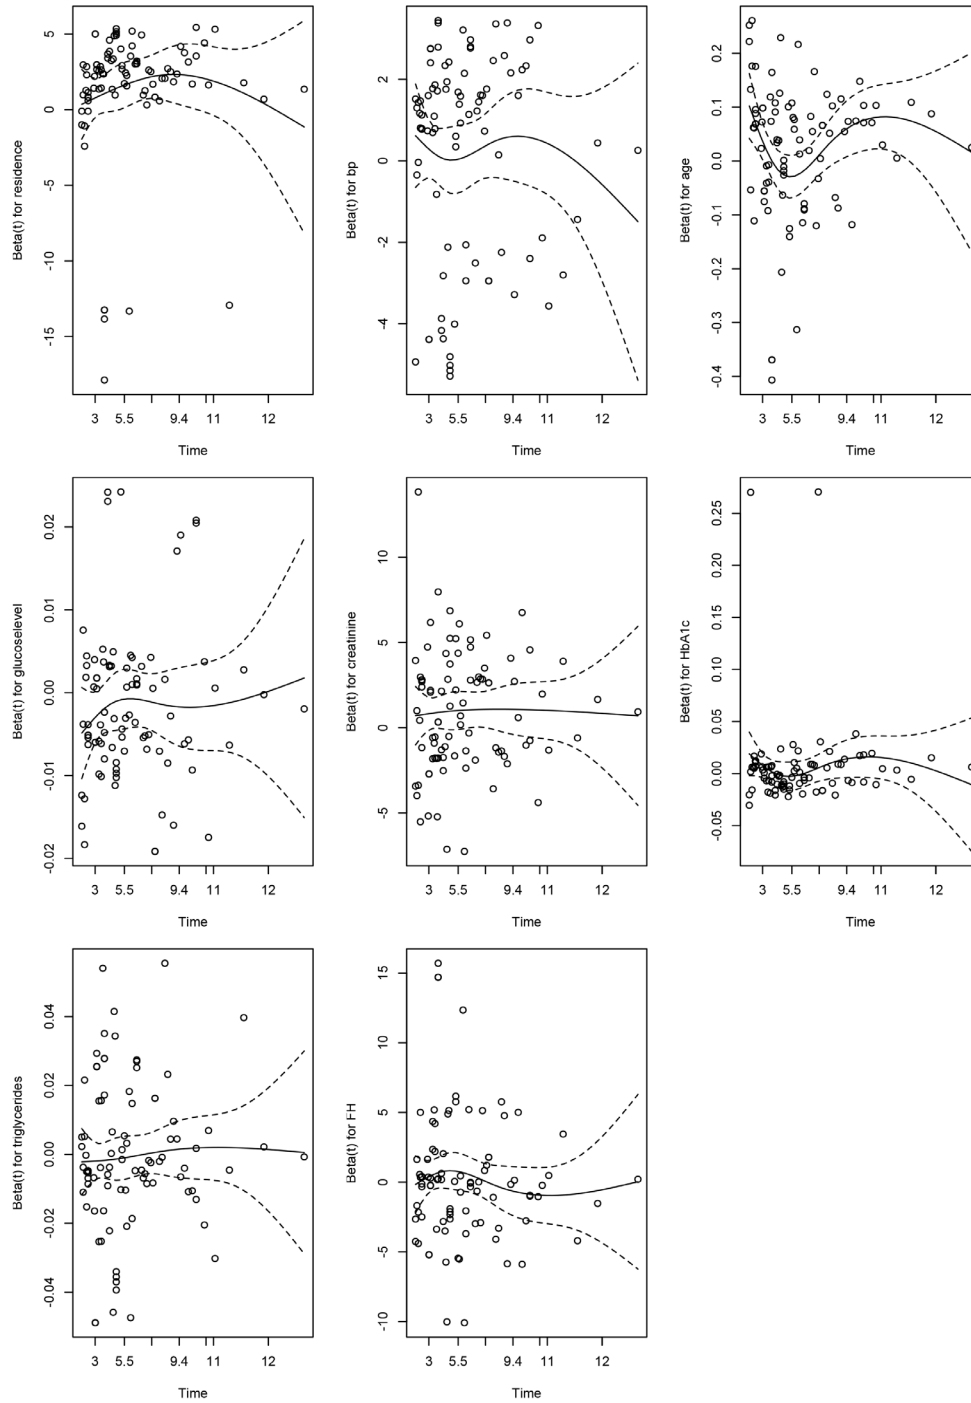 Beta(t) for residence
5
0
-5
-10
-15
3 5.5 9.4 11 12
Time
Beta(t) for bp
2
0
-2
-4
3 5.5 9.4 11 12
Time
Beta(t) for age
0.2
0.1
0.0
-0.1
-0.2
-0.3
-0.4
3 5.5 9.4 11 12
Time
Beta(t) for glucoselevel
0.02
0.01
0.00
-0.01
-0.02
3 5.5 9.4 11 12
Time
Beta(t) for creatinine
10
5
0
-5
3 5.5 9.4 11 12
Time
Beta(t) for HbA1c
0.25
0.20
0.15
0.10
0.05
0.00
-0.05
3 5.5 9.4 11 12
Time
Beta(t) for triglycerides
0.04
0.02
0.00
-0.02
-0.04
3 5.5 9.4 11 12
Time
Beta(t) for FH
15
10
5
0
-5
-10
3 5.5 9.4 11 12
Time